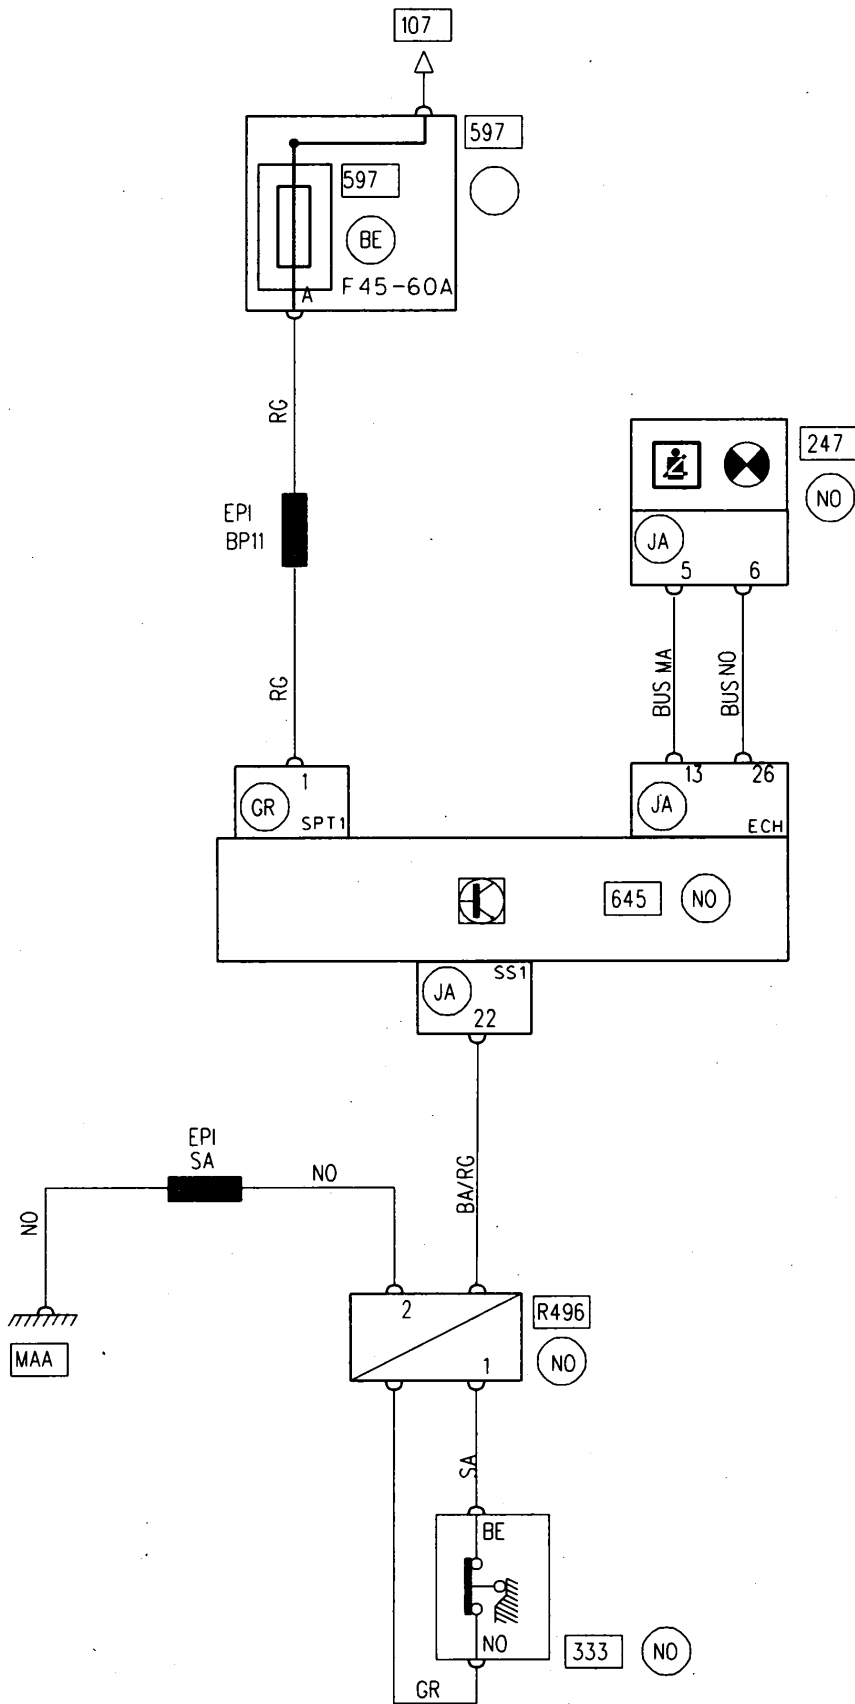 107
597
597
BE
F45-60A
A
RG
EPI
BP11
RG
247
NO
JA
5 6
BUS MA
BUS NO
1
GR
SPT1
13 26
JA
ECH
645
NO
SS1
JA
22
EPI
SA
NO
NO
BA/RG
MAA
2
R496
1
NO
SA
BE
NO
333
NO
GR